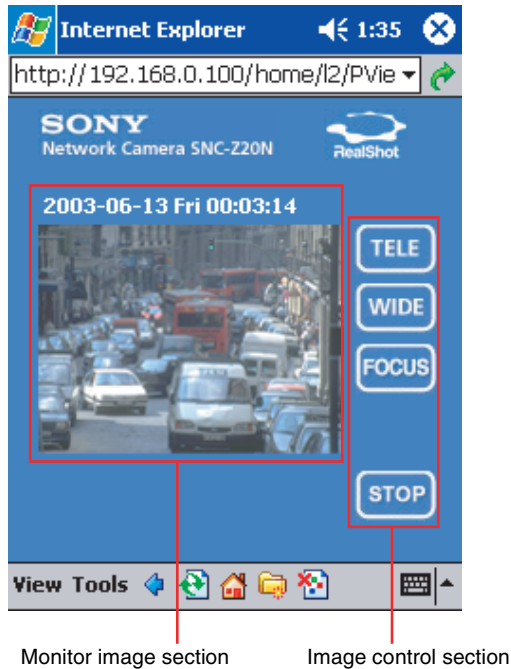 Internet Explorer 1:35
http://192.168.0.100/home/l2/PVie
SONY
Network Camera SNC-Z20N
RealShot
2003-06-13 Fri 00:03:14
TELE
WIDE
FOCUS
STOP
View Tools
Monitor image section Image control section